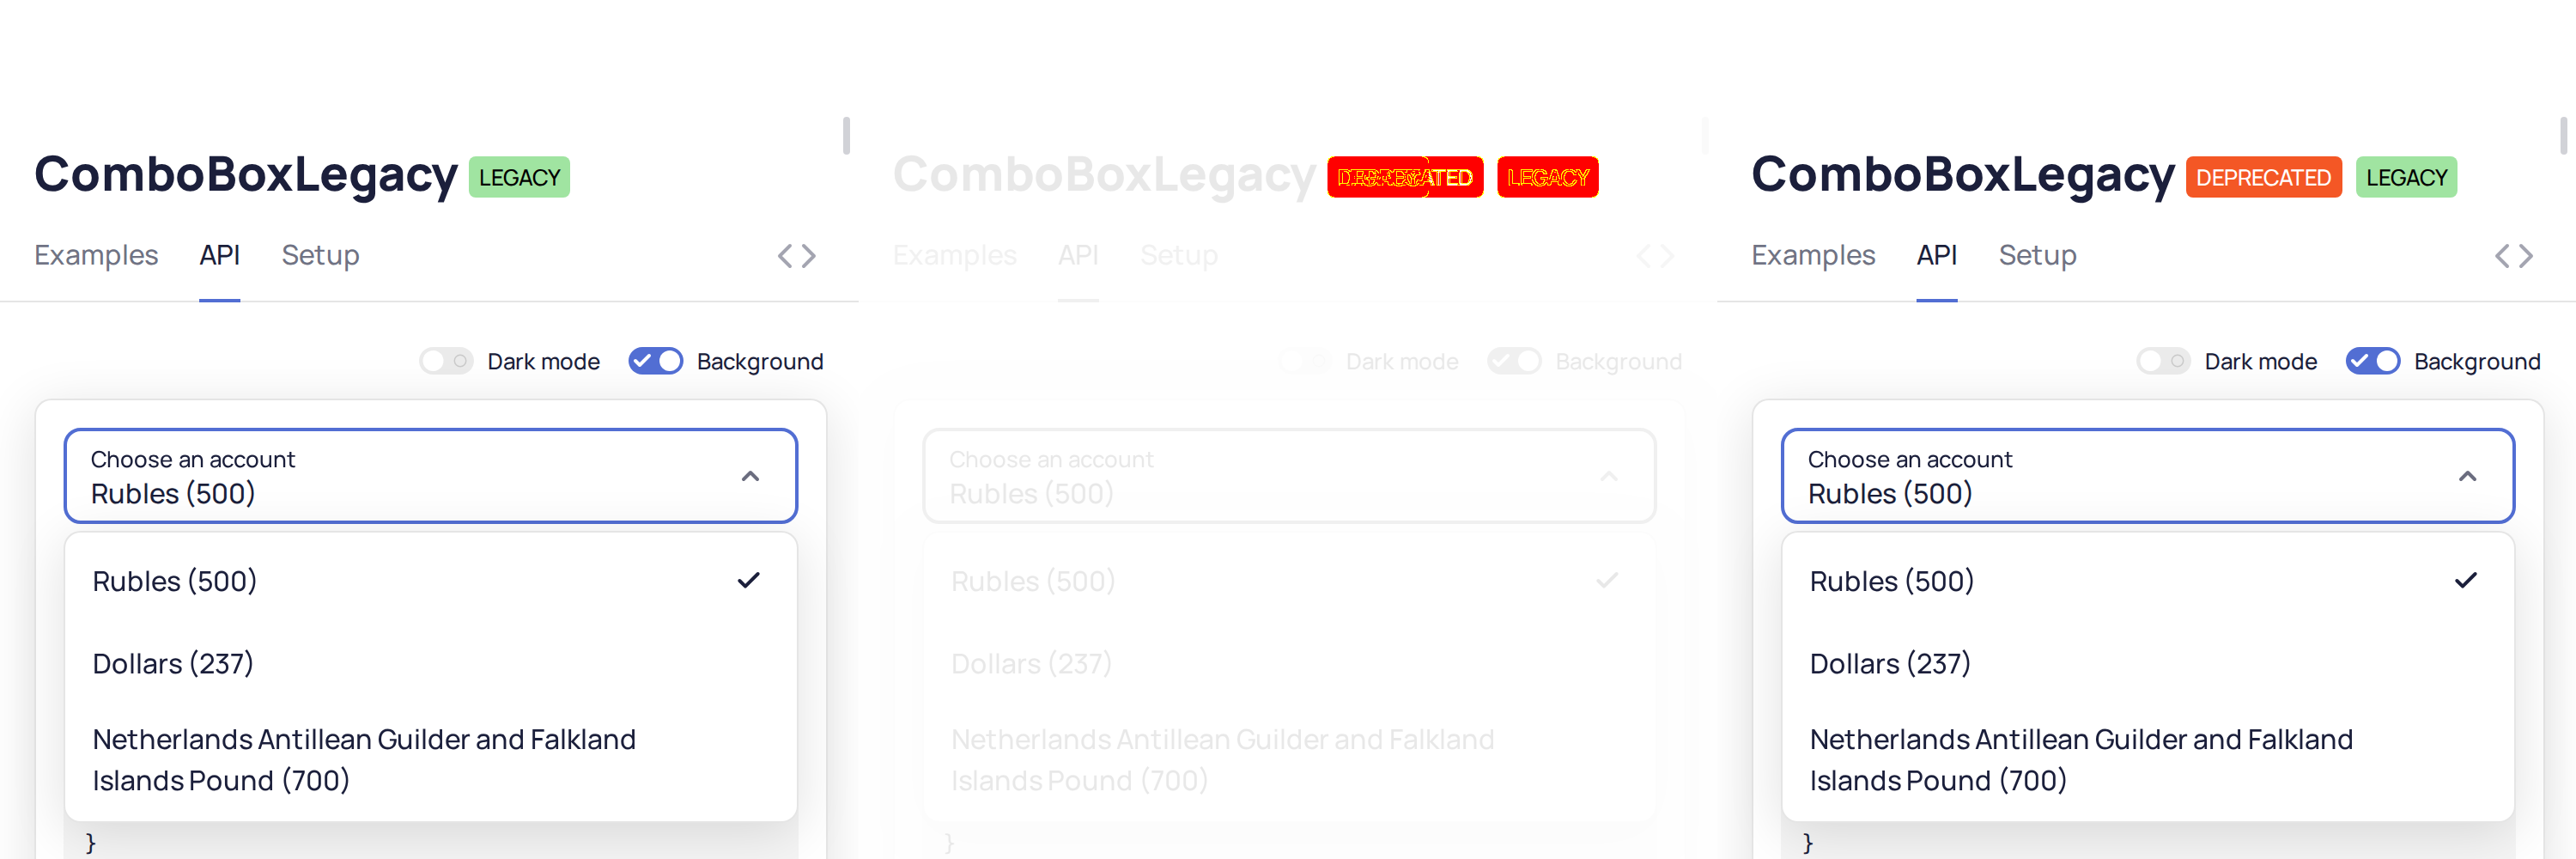 ComboBoxLegacy LEGACY
Examples API Setup
Dark mode Background
Choose an account
Rubles (500)
Rubles (500)
Dollars (237)
Netherlands Antillean Guilder and Falkland
Islands Pound (700)
}
ComboBoxLegacy LEGACY
Examples API Setup
Dark mode Background
Choose an account
Rubles (500)
Rubles (500)
Dollars (237)
Netherlands Antillean Guilder and Falkland
Islands Pound (700)
}
ComboBoxLegacy DEPRECATED LEGACY
Examples API Setup
Dark mode Background
Choose an account
Rubles (500)
Rubles (500)
Dollars (237)
Netherlands Antillean Guilder and Falkland
Islands Pound (700)
}